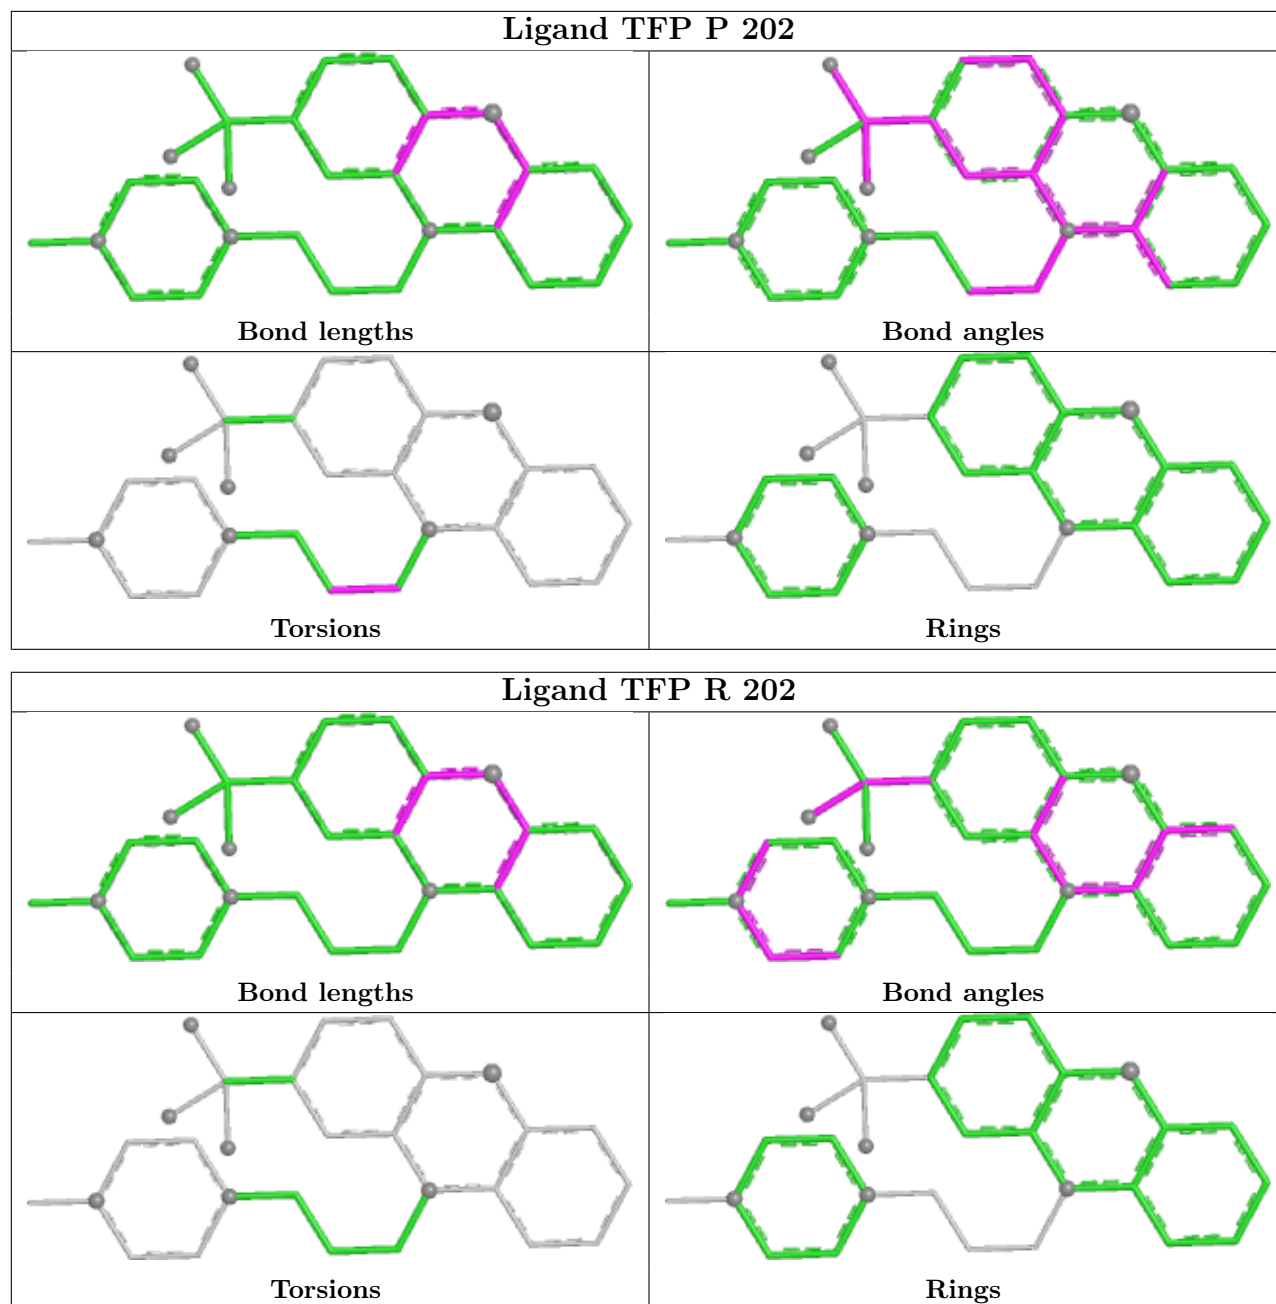 Ligand TFP P 202
Bond lengths
Bond angles
Torsions
Rings
Ligand TFP R 202
Bond lengths
Bond angles
Torsions
Rings